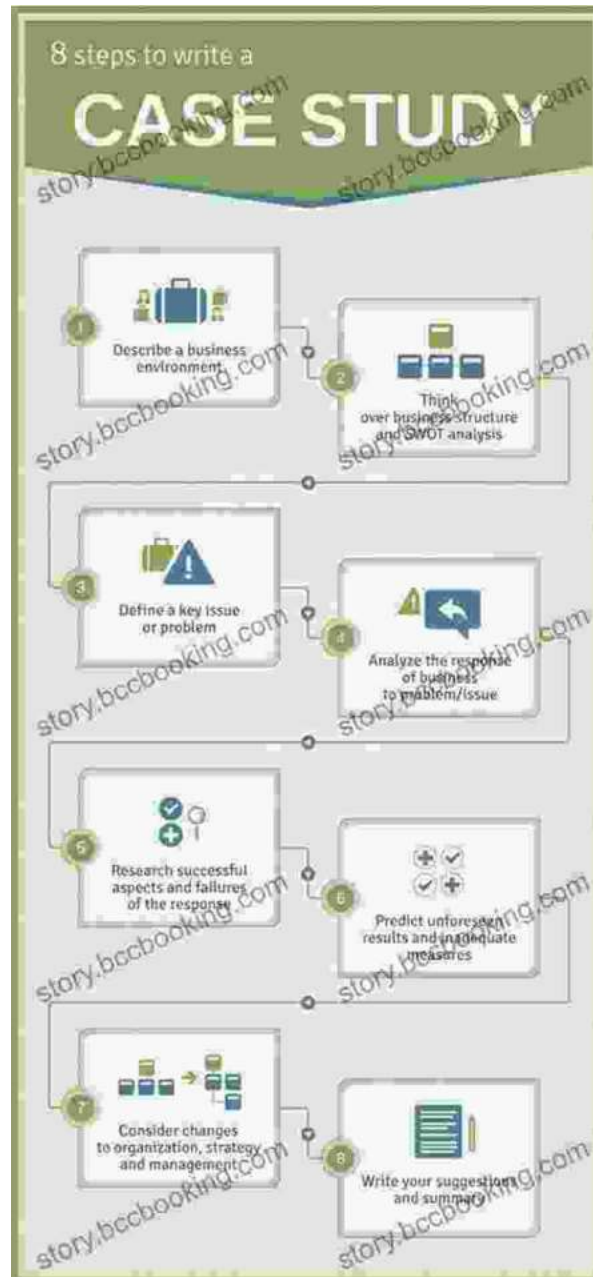 8 steps to write a
CASE STUDY
story.bccbooking.com
story.bccbooking.com
1
Describe a business
environment
2
Think
over business structure
and SWOT analysis
story.bccbooking.com
story.bccbooking.com
3
Define a key issue
or problem
4
Analyze the response
of business
to problem/issue
story.bccbooking.com
story.bccbooking.com
5
Research successful
aspects and failures
of the response
6
Predict unforeseen
results and inadequate
measures
story.bccbooking.com
story.bccbooking.com
7
Consider changes
to organization, strategy
and management
8
Write your suggestions
and summary
story.bccbooking.com
story.bccbooking.com